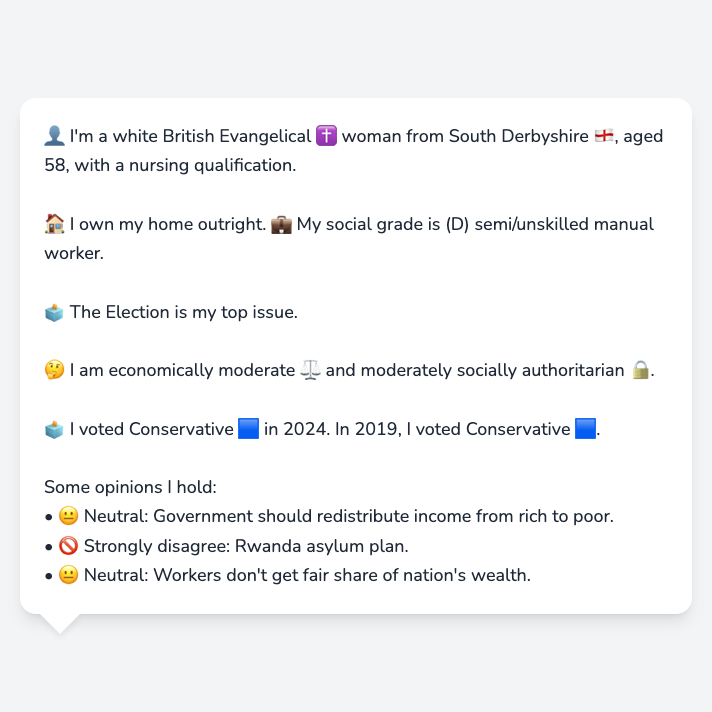 👤 I'm a white British Evangelical ✝️ woman from South Derbyshire 🏴󠁧󠁢󠁥󠁮󠁧󠁿, aged
58, with a nursing qualification.
🏠 I own my home outright. 💼 My social grade is (D) semi/unskilled manual
worker.
🗳️ The Election is my top issue.
🤔 I am economically moderate ⚖️ and moderately socially authoritarian 🔒.
🗳️ I voted Conservative 🟦 in 2024. In 2019, I voted Conservative 🟦.
Some opinions I hold:
• 😐 Neutral: Government should redistribute income from rich to poor.
• 🚫 Strongly disagree: Rwanda asylum plan.
• 😐 Neutral: Workers don't get fair share of nation's wealth.